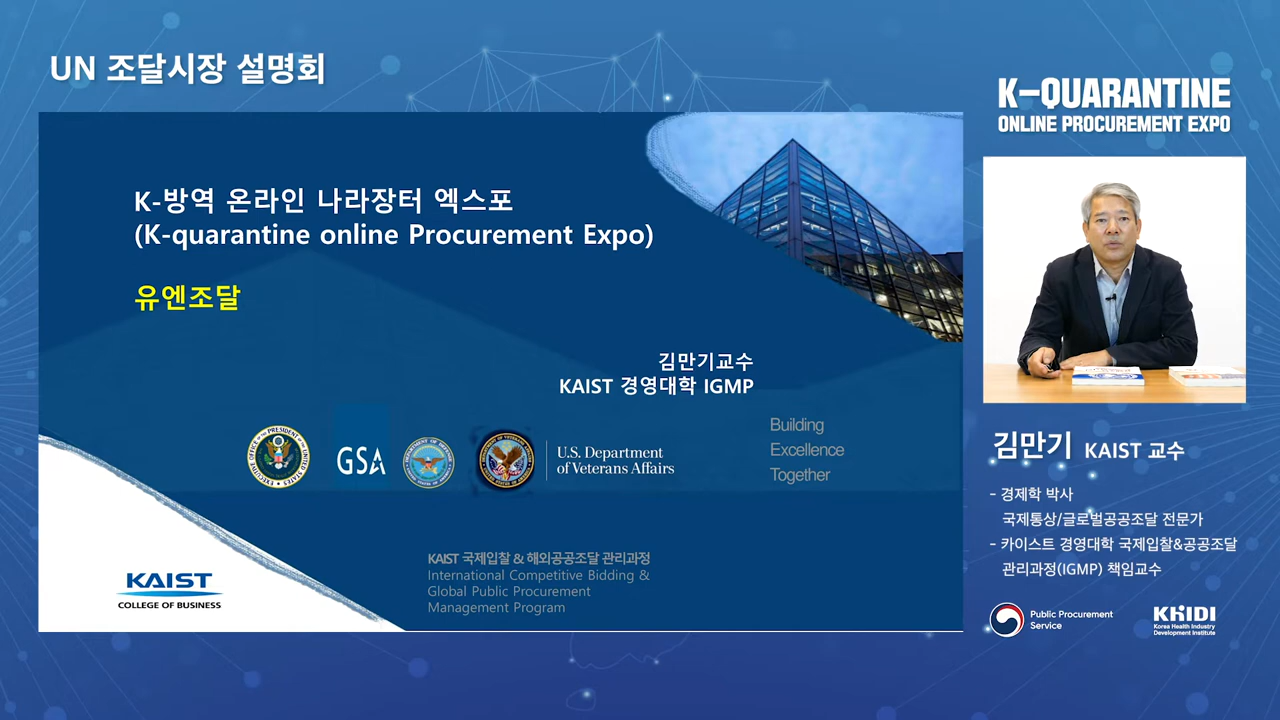 UN 조달시장 설명회
K-QUARANTINE
ONLINE PROCUREMENT EXPO
K-방역 온라인 나라장터 엑스포
(K-quarantine online Procurement Expo)
유엔조달
김만기교수
KAIST 경영대학 IGMP
GSA
U.S. Department
of Veterans Affairs
Building
Excellence
Together
KAIST 국제입찰 & 해외공공조달 관리과정
International Competitive Bidding &
Global Public Procurement
Management Program
KAIST
COLLEGE OF BUSINESS
김만기 KAIST 교수
- 경제학 박사
국제통상/글로벌공공조달 전문가
- 카이스트 경영대학 국제입찰&공공조달
관리과정(IGMP) 책임교수
Public Procurement
Service
KHIDI
Korea Health Industry
Development Institute